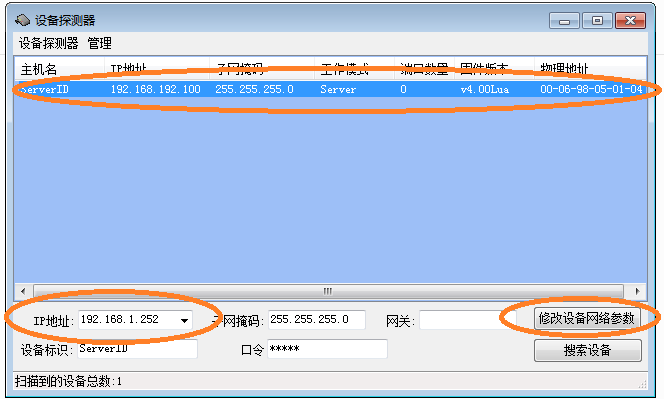 设备探测器
设备探测器 管理
主机名 IP地址 子网掩码 工作模式 端口数量 固件版本 物理地址
ServerID 192.168.192.100 255.255.255.0 Server 0 v4.00Lua 00-06-98-05-01-04
IP地址: 192.168.1.252 子网掩码: 255.255.255.0 网关: 修改设备网络参数
设备标识: ServerID 口令 ***** 搜索设备
扫描到的设备总数:1